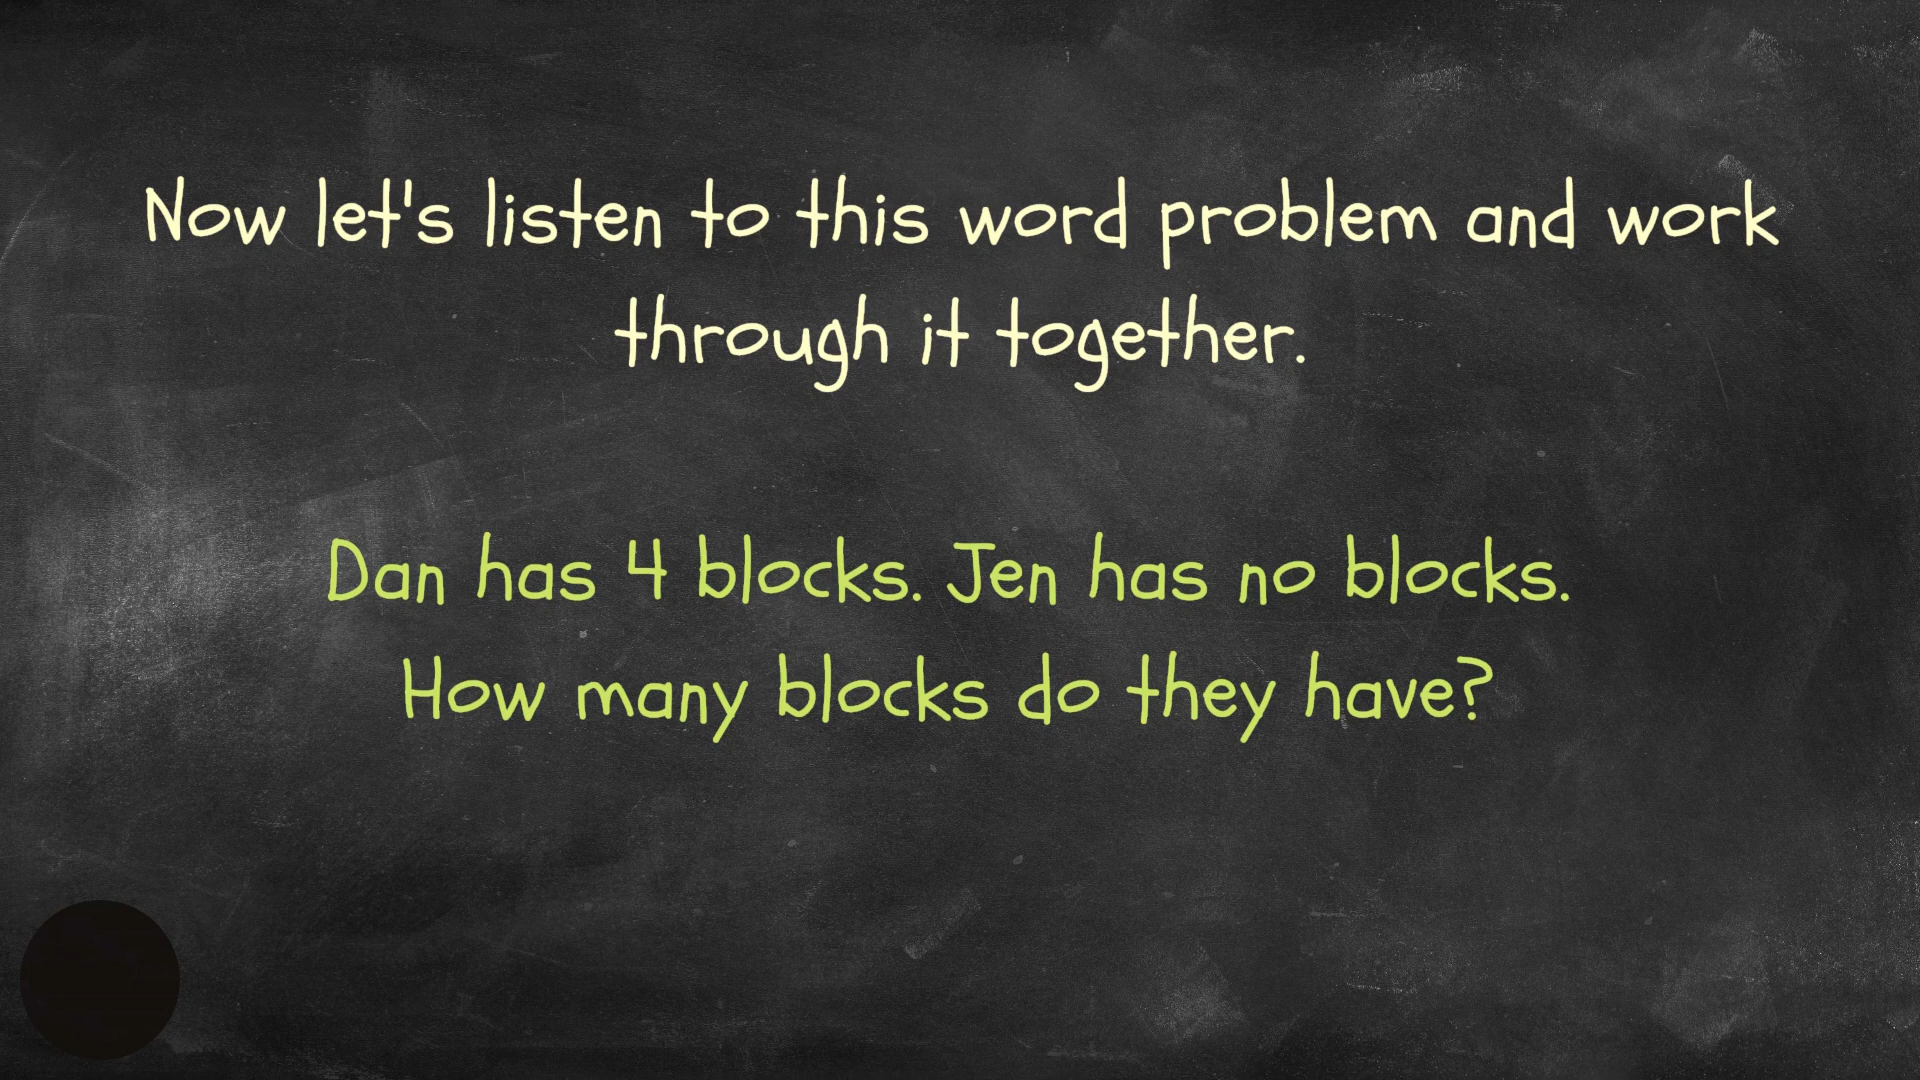 Now let's listen to this word problem and work
through it together.
Dan has 4 blocks. Jen has no blocks.
How many blocks do they have?